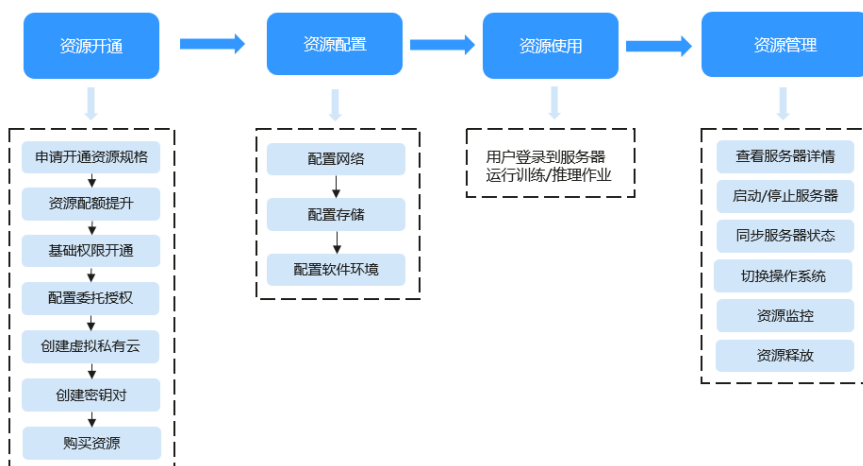 资源开通
资源配置
资源使用
资源管理
申请开通资源规格
资源配额提升
基础权限开通
配置委托授权
创建虚拟私有云
创建密钥对
购买资源
配置网络
配置存储
配置软件环境
用户登录到服务器
运行训练/推理作业
查看服务器详情
启动/停止服务器
同步服务器状态
切换操作系统
资源监控
资源释放